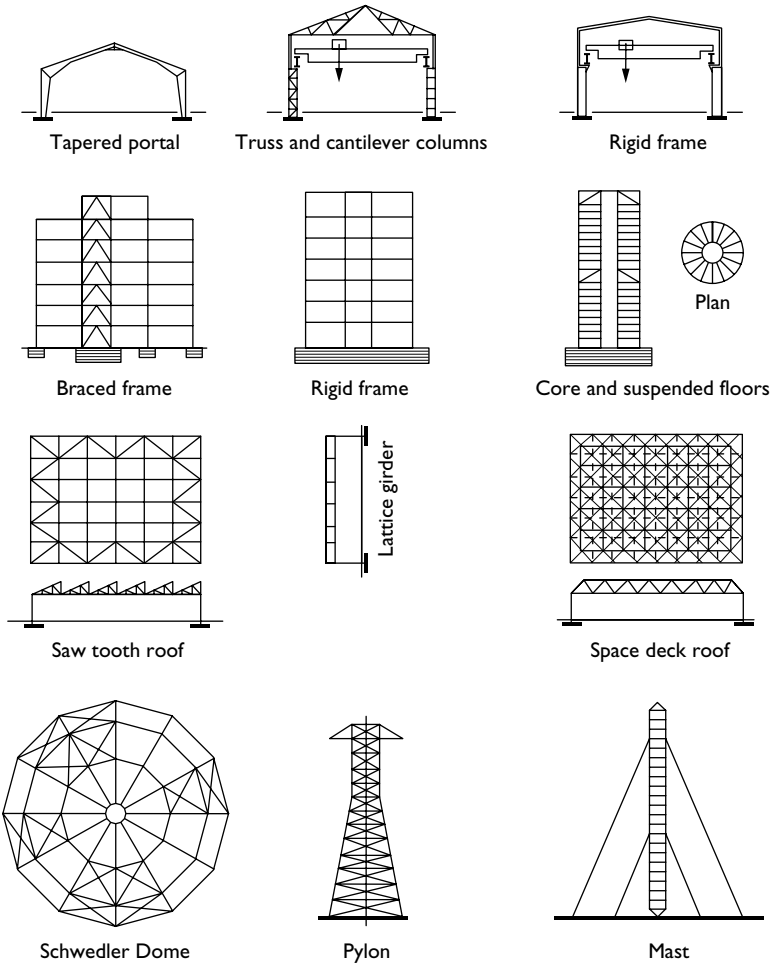 Tapered portal
Truss and cantilever columns
Rigid frame
Plan
Braced frame
Rigid frame
Core and suspended floors
Lattice girder
Saw tooth roof
Space deck roof
Schwedler Dome
Pylon
Mast